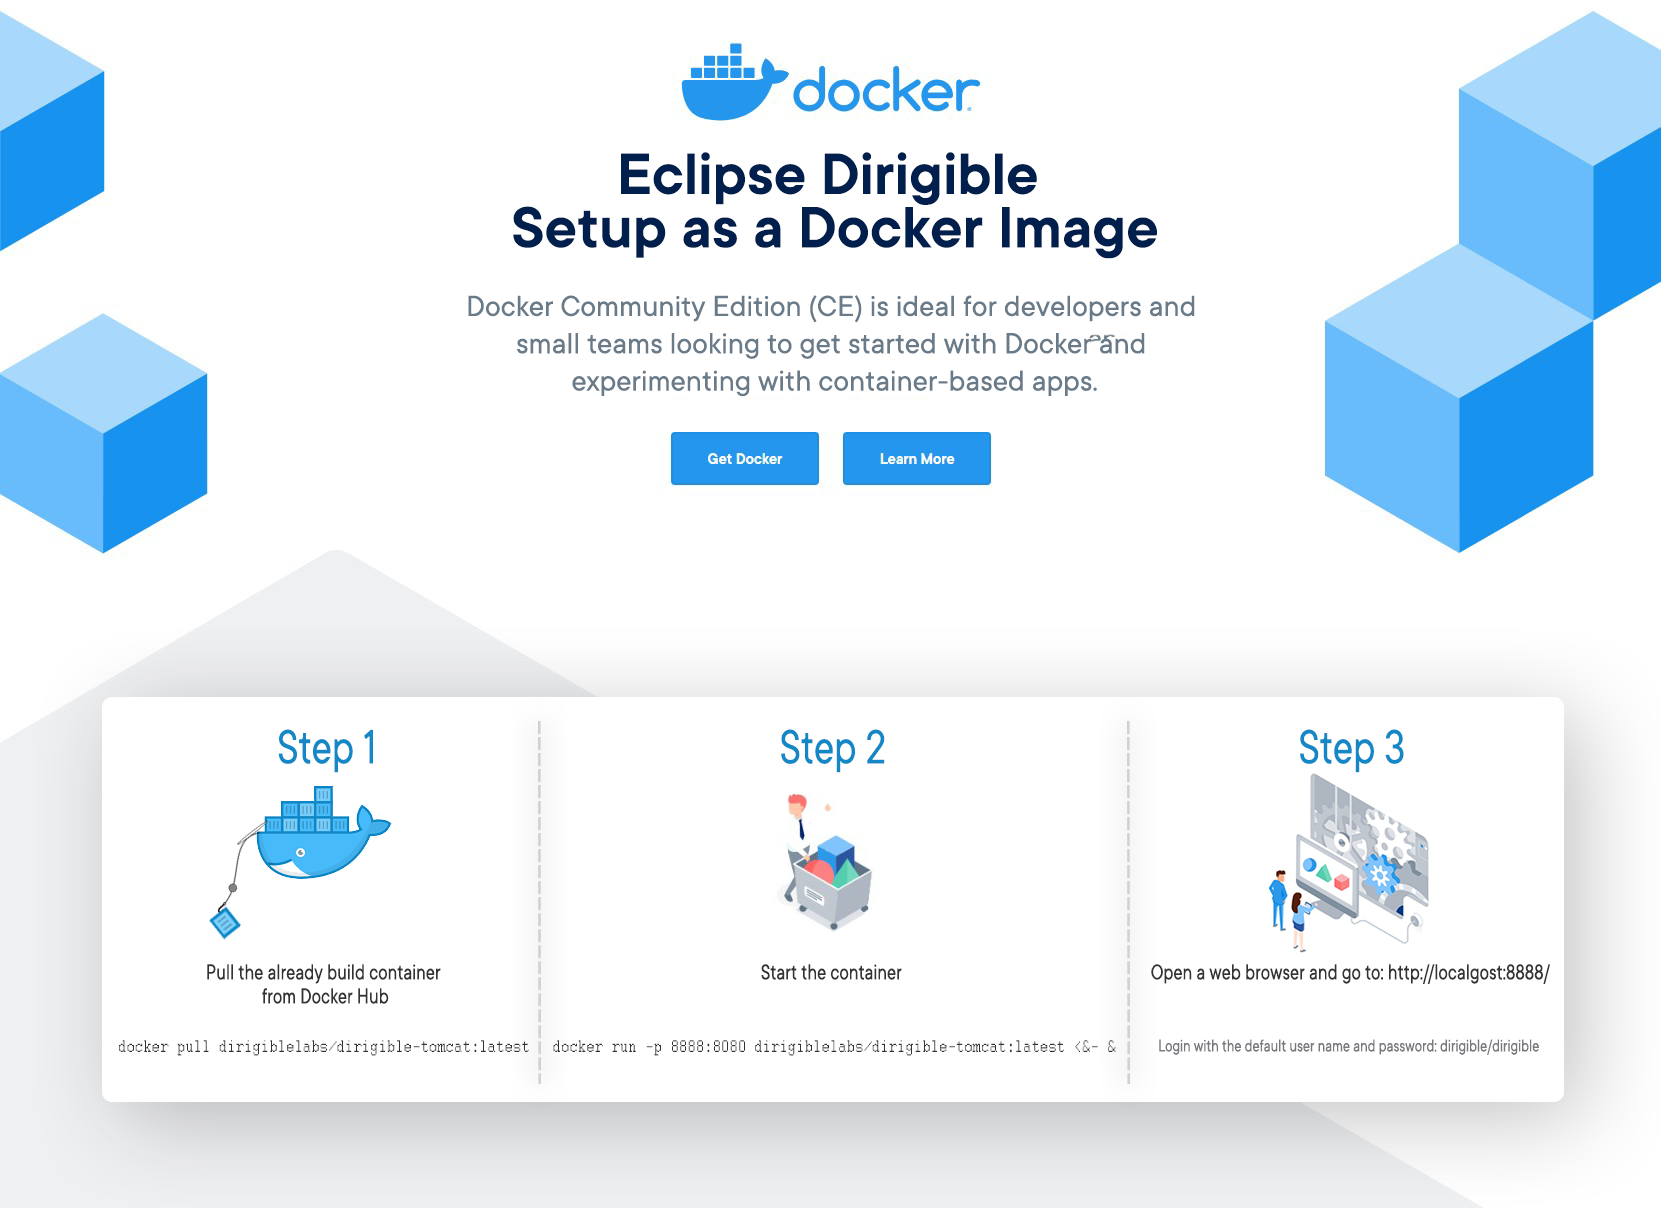 docker
Eclipse Dirigible
Setup as a Docker Image
Docker Community Edition (CE) is ideal for developers and
small teams looking to get started with Docker and
experimenting with container-based apps.
Get Docker
Learn More
Step 1
Pull the already build container
from Docker Hub
docker pull dirigiblelabs/dirigible-tomcat:latest
Step 2
Start the container
docker run -p 8888:8080 dirigiblelabs/dirigible-tomcat:latest <&- &
Step 3
Open a web browser and go to: http://localgost:8888/
Login with the default user name and password: dirigible/dirigible